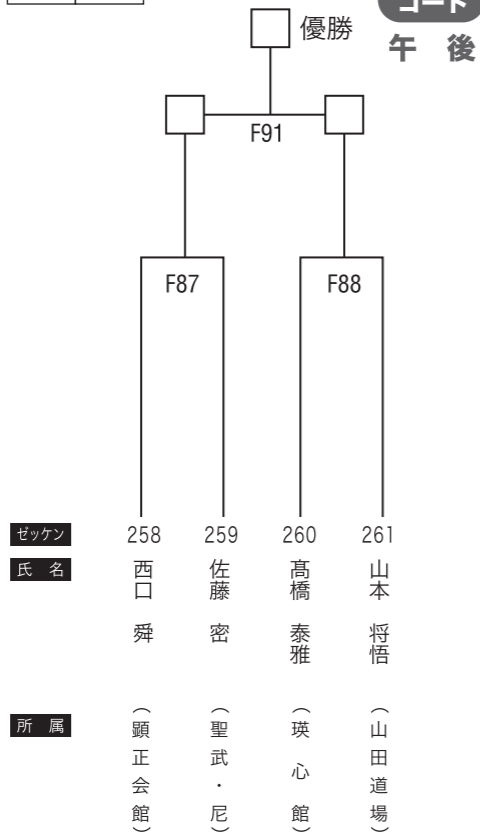 コート
優勝
午後
F91
F87 F88
ゼッケン 258 259 260 261
氏名 西口 舜 佐藤 密 髙橋 泰雅 山本 将悟
所属 (顕正会館) (聖武・尼) (瑛心館) (山田道場)